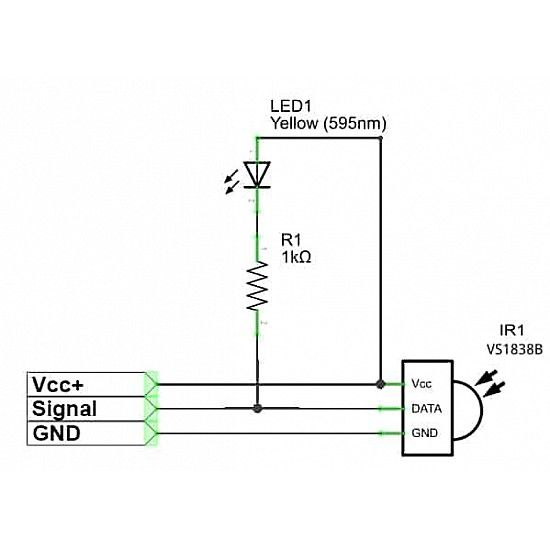 LED1
Yellow (595nm)
R1
1kΩ
IR1
VS1838B
Vcc+
Signal
GND
Vcc
DATA
GND